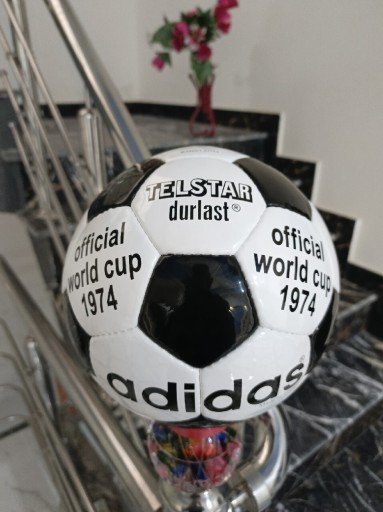 TELSTAR
durlast®
official
world cup
1974
official
world cup
1974
adidas®